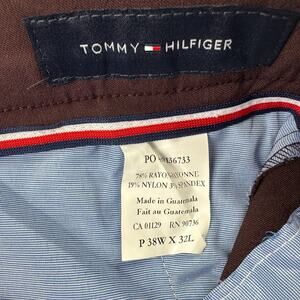 TOMMY HILFIGER
PO
78% RAYON/RAYONNE
19% NYLON 3% SPANDEX
Made in Guatemala
Fait au Guatemala
CA 01129 RN 90736
P 38W X 32L